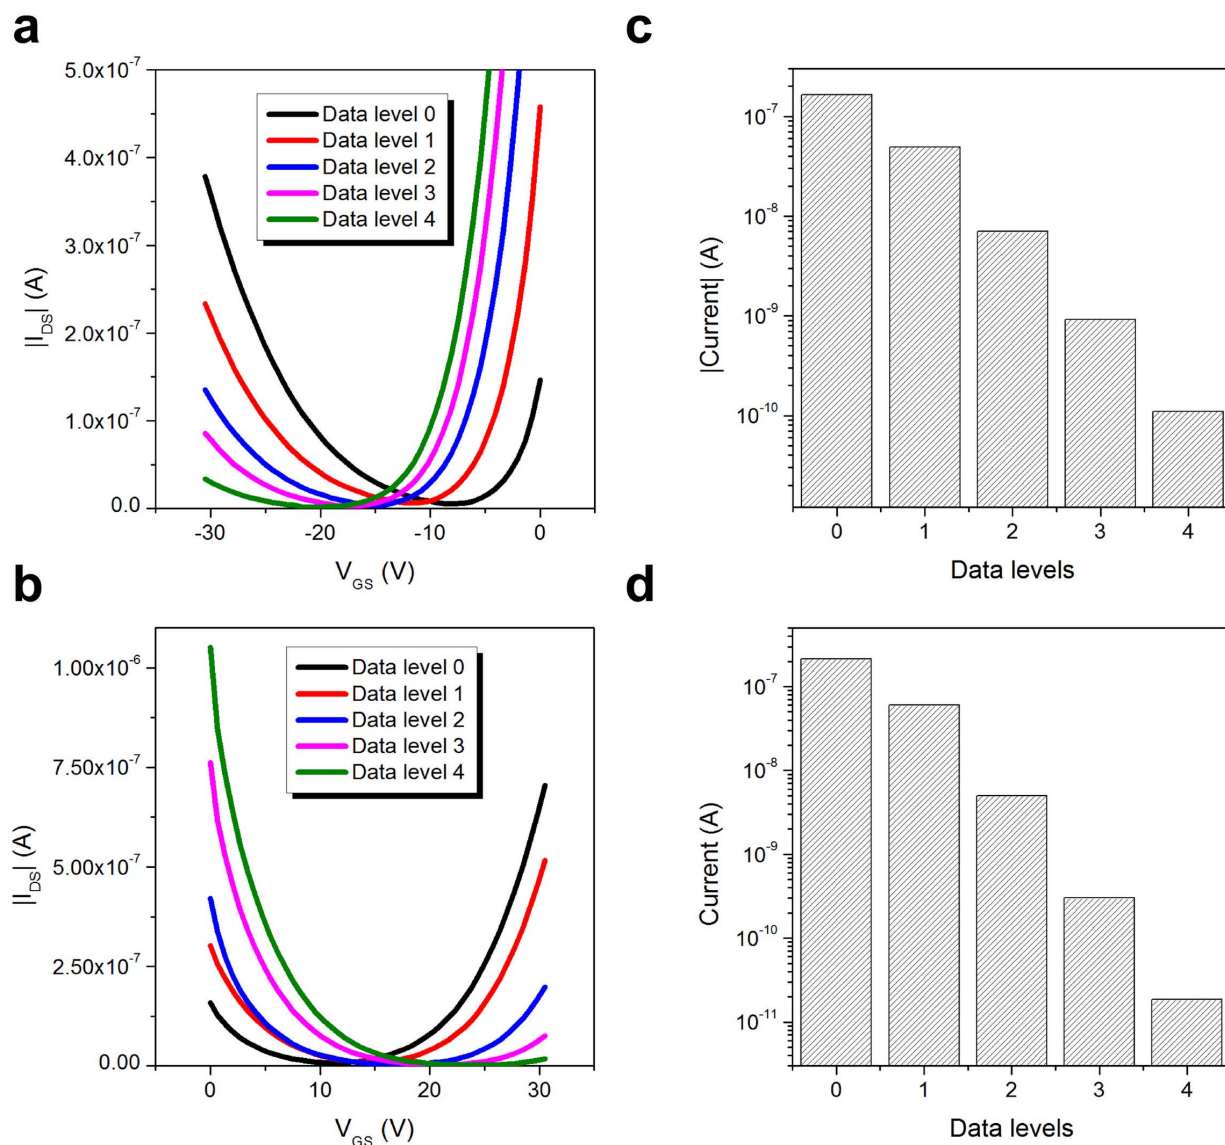 a
5.0x10⁻⁷
4.0x10⁻⁷
3.0x10⁻⁷
2.0x10⁻⁷
1.0x10⁻⁷
0.0
|I_DS| (A)
Data level 0
Data level 1
Data level 2
Data level 3
Data level 4
-30 -20 -10 0
V_GS (V)
c
10⁻⁷
10⁻⁸
10⁻⁹
10⁻¹⁰
|Current| (A)
0 1 2 3 4
Data levels
b
1.00x10⁻⁶
7.50x10⁻⁷
5.00x10⁻⁷
2.50x10⁻⁷
0.00
|I_DS| (A)
Data level 0
Data level 1
Data level 2
Data level 3
Data level 4
0 10 20 30
V_GS (V)
d
10⁻⁷
10⁻⁸
10⁻⁹
10⁻¹⁰
10⁻¹¹
Current (A)
0 1 2 3 4
Data levels